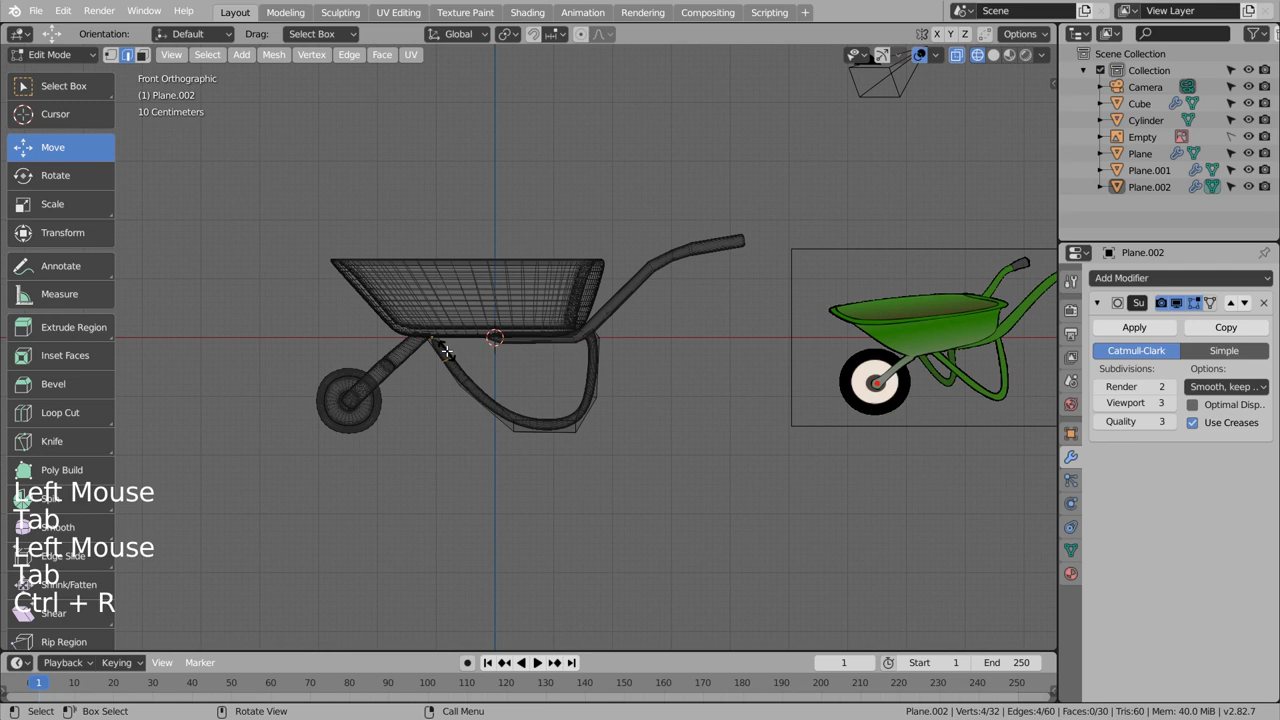 File Edit Render Window Help Layout Modeling Sculpting UV Editing Texture Paint Shading Animation Rendering Compositing Scripting + Scene View Layer
Orientation: Default Drag: Select Box Global X Y Z Options
Edit Mode View Select Add Mesh Vertex Edge Face UV
Front Orthographic
(1) Plane.002
10 Centimeters
Select Box
Cursor
Move
Rotate
Scale
Transform
Annotate
Measure
Extrude Region
Inset Faces
Bevel
Loop Cut
Knife
Poly Build
Smooth
Edge Slide
Shrink/Fatten
Shear
Rip Region
Left Mouse
Tab
Left Mouse
Tab
Ctrl + R
Scene Collection
Collection
Camera
Cube
Cylinder
Empty
Plane
Plane.001
Plane.002
Plane.002
Add Modifier
Su
Apply Copy
Catmull-Clark Simple
Subdivisions: Options:
Render 2 Smooth, keep ..
Viewport 3 Optimal Disp..
Quality 3 Use Creases
Playback Keying View Marker 1 Start 1 End 250
1 10 20 30 40 50 60 70 80 90 100 110 120 130 140 150 160 170 180 190 200 210 220 230 240 250
Select Box Select Rotate View Call Menu Plane.002 | Verts:4/32 | Edges:4/60 | Faces:0/30 | Tris:60 | Mem: 40.0 MiB | v2.82.7